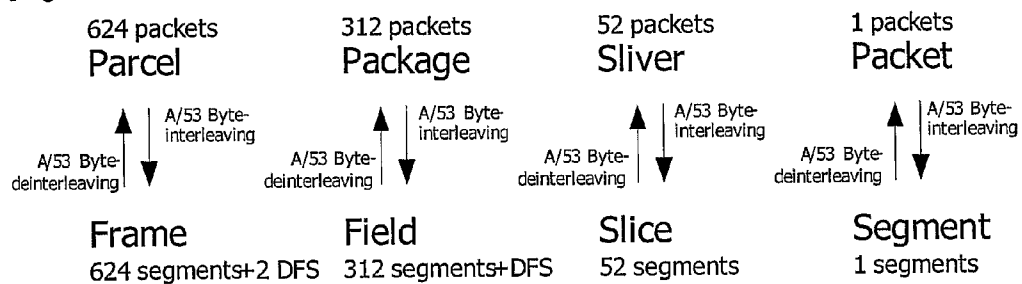 624 packets 312 packets 52 packets 1 packets
Parcel Package Sliver Packet
A/53 Byte- A/53 Byte- A/53 Byte- A/53 Byte-
interleaving interleaving interleaving interleaving
A/53 Byte- A/53 Byte- A/53 Byte- A/53 Byte-
deinterleaving deinterleaving deinterleaving deinterleaving
Frame Field Slice Segment
624 segments+2 DFS 312 segments+DFS 52 segments 1 segments